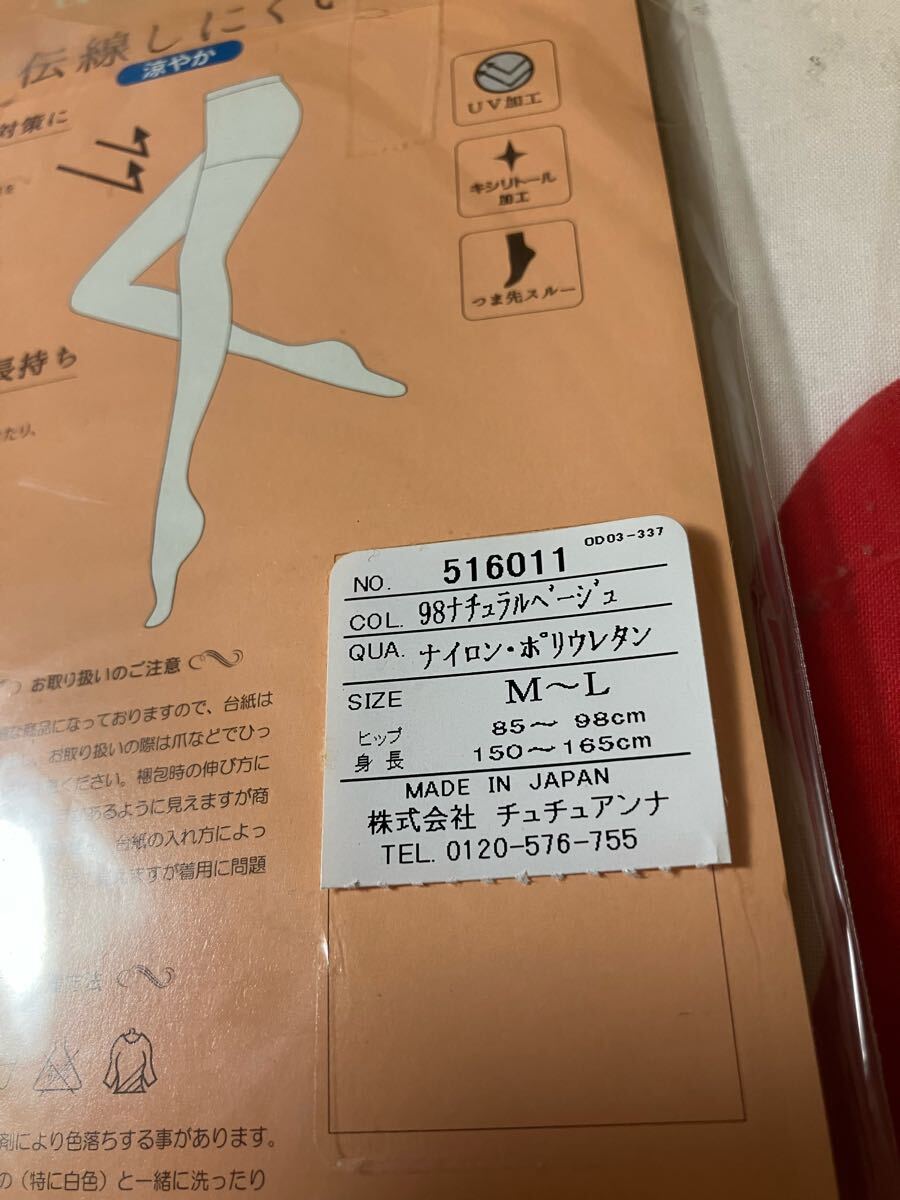 伝線しにくい
涼やか
対策に
UV加工
キシリトール
加工
つま先スルー
長持ち
たり、
OD03-337
NO. 516011
COL. 98ナチュラルベージュ
QUA. ナイロン・ポリウレタン
SIZE M～L
ヒップ 85～ 98cm
身長 150～165cm
MADE IN JAPAN
株式会社 チュチュアンナ
TEL. 0120-576-755
お取り扱いのご注意
商品になっておりますので、台紙は
お取り扱いの際は爪などでひっ
ください。梱包時の伸び方に
あるように見えますが商
台紙の入れ方によっ
えますが着用に問題
剤により色落ちする事があります。
の（特に白色）と一緒に洗ったり